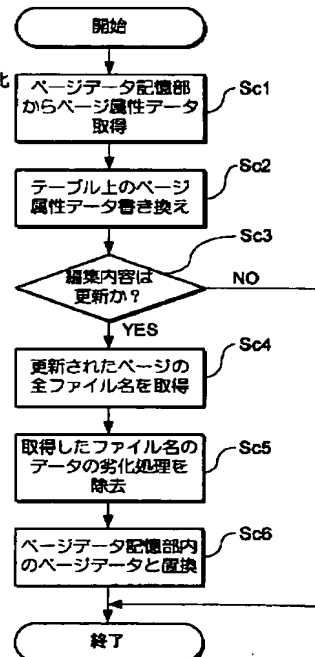 開始
比
ページデータ記憶部
からページ属性データ
取得
Sc1
テーブル上のページ
属性データ書き換え
Sc2
編集内容は
更新か?
Sc3
NO
YES
更新されたページの
全ファイル名を取得
Sc4
取得したファイル名の
データの劣化処理を
除去
Sc5
ページデータ記憶部内
のページデータと置換
Sc6
終了